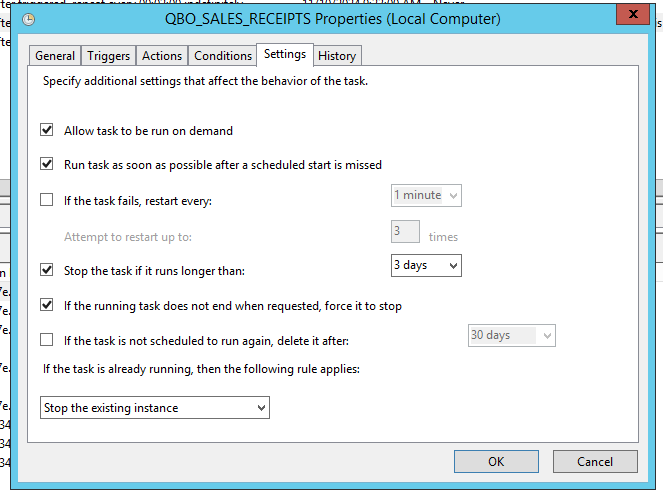 QBO_SALES_RECEIPTS Properties (Local Computer)
x
General Triggers Actions Conditions Settings History
Specify additional settings that affect the behavior of the task.
Allow task to be run on demand
Run task as soon as possible after a scheduled start is missed
If the task fails, restart every: 1 minute
Attempt to restart up to: 3 times
Stop the task if it runs longer than: 3 days
If the running task does not end when requested, force it to stop
If the task is not scheduled to run again, delete it after: 30 days
If the task is already running, then the following rule applies:
Stop the existing instance
OK Cancel